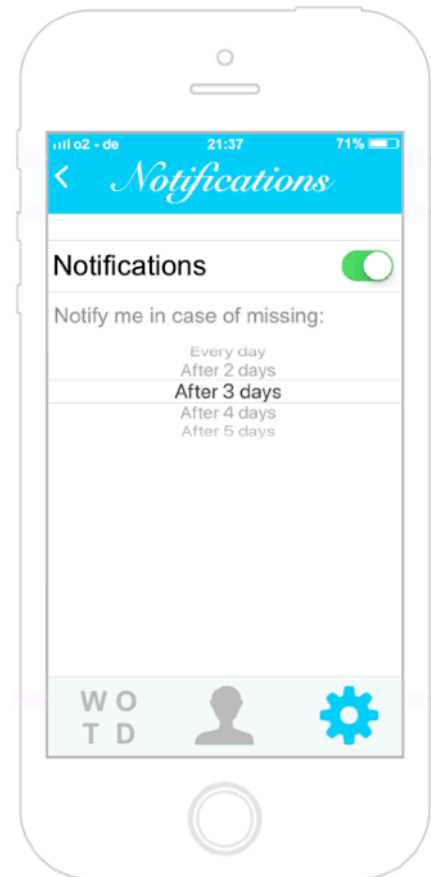 o2 - de 21:37 71%
Notifications
Notifications
Notify me in case of missing:
Every day
After 2 days
After 3 days
After 4 days
After 5 days
W O
T D